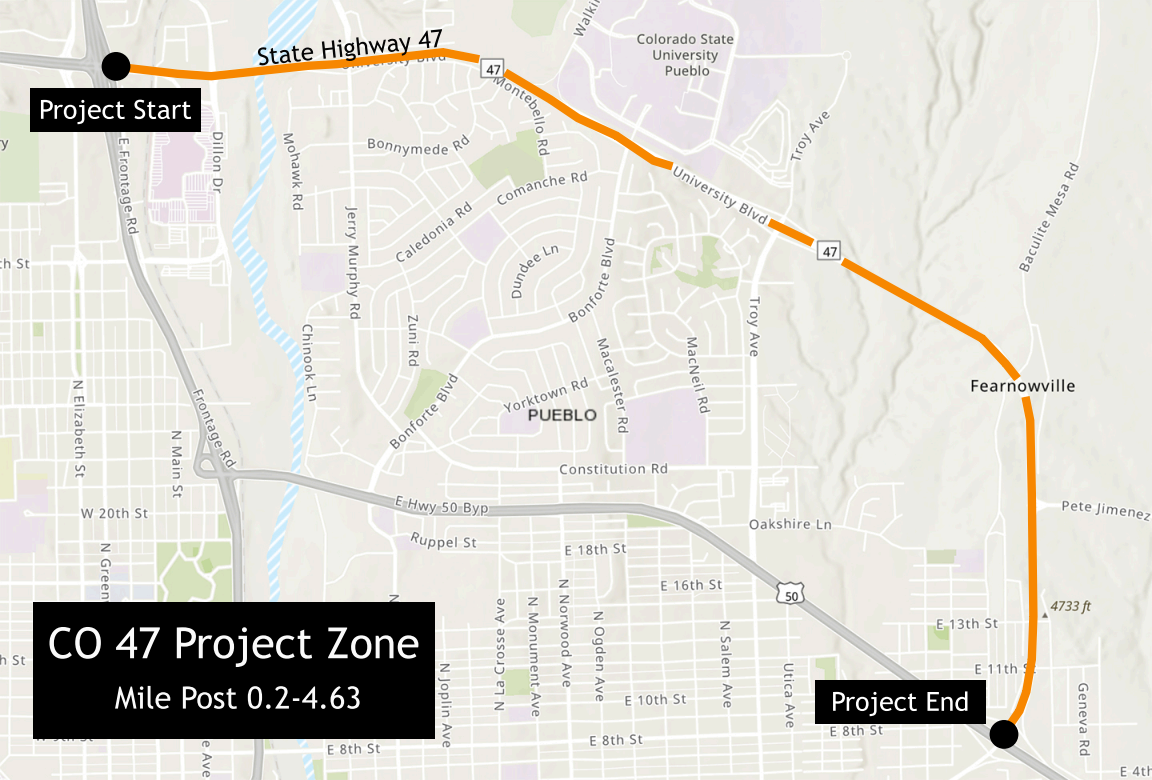 State Highway 47
University Blvd
47
Project Start
Colorado State
University
Pueblo
Montebello Rd
Troy Ave
E Frontage Rd
Dillon Dr
Mohawk Rd
Bonnymede Rd
Comanche Rd
University Blvd
47
Baculite Mesa Rd
Caledonia Rd
Jerry Murphy Rd
Dundee Ln
Bonforte Blvd
Troy Ave
Chinook Ln
Zuni Rd
Macalester Rd
MacNeil Rd
Fearnowville
N Elizabeth St
Frontage Rd
Yorktown Rd
PUEBLO
Bonforte Blvd
N Main St
Constitution Rd
E Hwy 50 Byp
W 20th St
Oakshire Ln
Pete Jimenez
Ruppel St
E 18th St
E 16th St
50
4733 ft
E 13th St
N La Crosse Ave
N Monument Ave
N Norwood Ave
N Ogden Ave
N Salem Ave
CO 47 Project Zone
Mile Post 0.2-4.63
E 11th St
N Joplin Ave
Utica Ave
Geneva Rd
E 10th St
Project End
E 8th St
E 8th St
E 8th St
E 4th